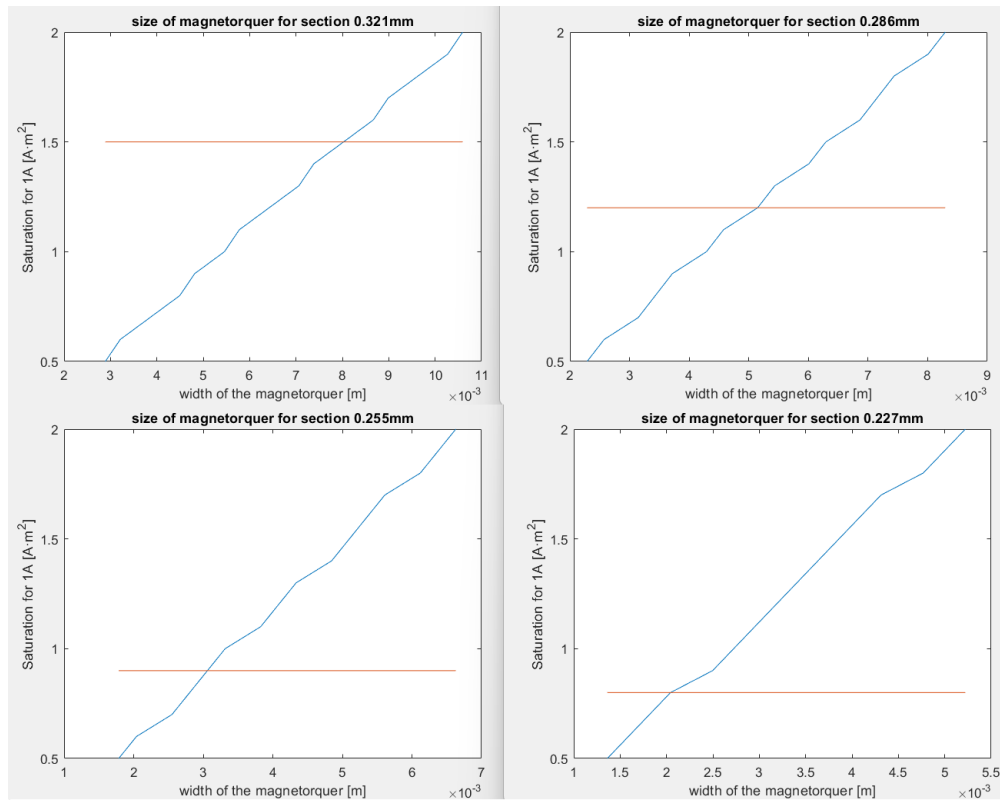 size of magnetorquer for section 0.321mm
Saturation for 1A [A·m²]
2
1.5
1
0.5
2 3 4 5 6 7 8 9 10 11
width of the magnetorquer [m]
×10⁻³
size of magnetorquer for section 0.286mm
Saturation for 1A [A·m²]
2
1.5
1
0.5
2 3 4 5 6 7 8 9
width of the magnetorquer [m]
×10⁻³
size of magnetorquer for section 0.255mm
Saturation for 1A [A·m²]
2
1.5
1
0.5
1 2 3 4 5 6 7
width of the magnetorquer [m]
×10⁻³
size of magnetorquer for section 0.227mm
Saturation for 1A [A·m²]
2
1.5
1
0.5
1 1.5 2 2.5 3 3.5 4 4.5 5 5.5
width of the magnetorquer [m]
×10⁻³